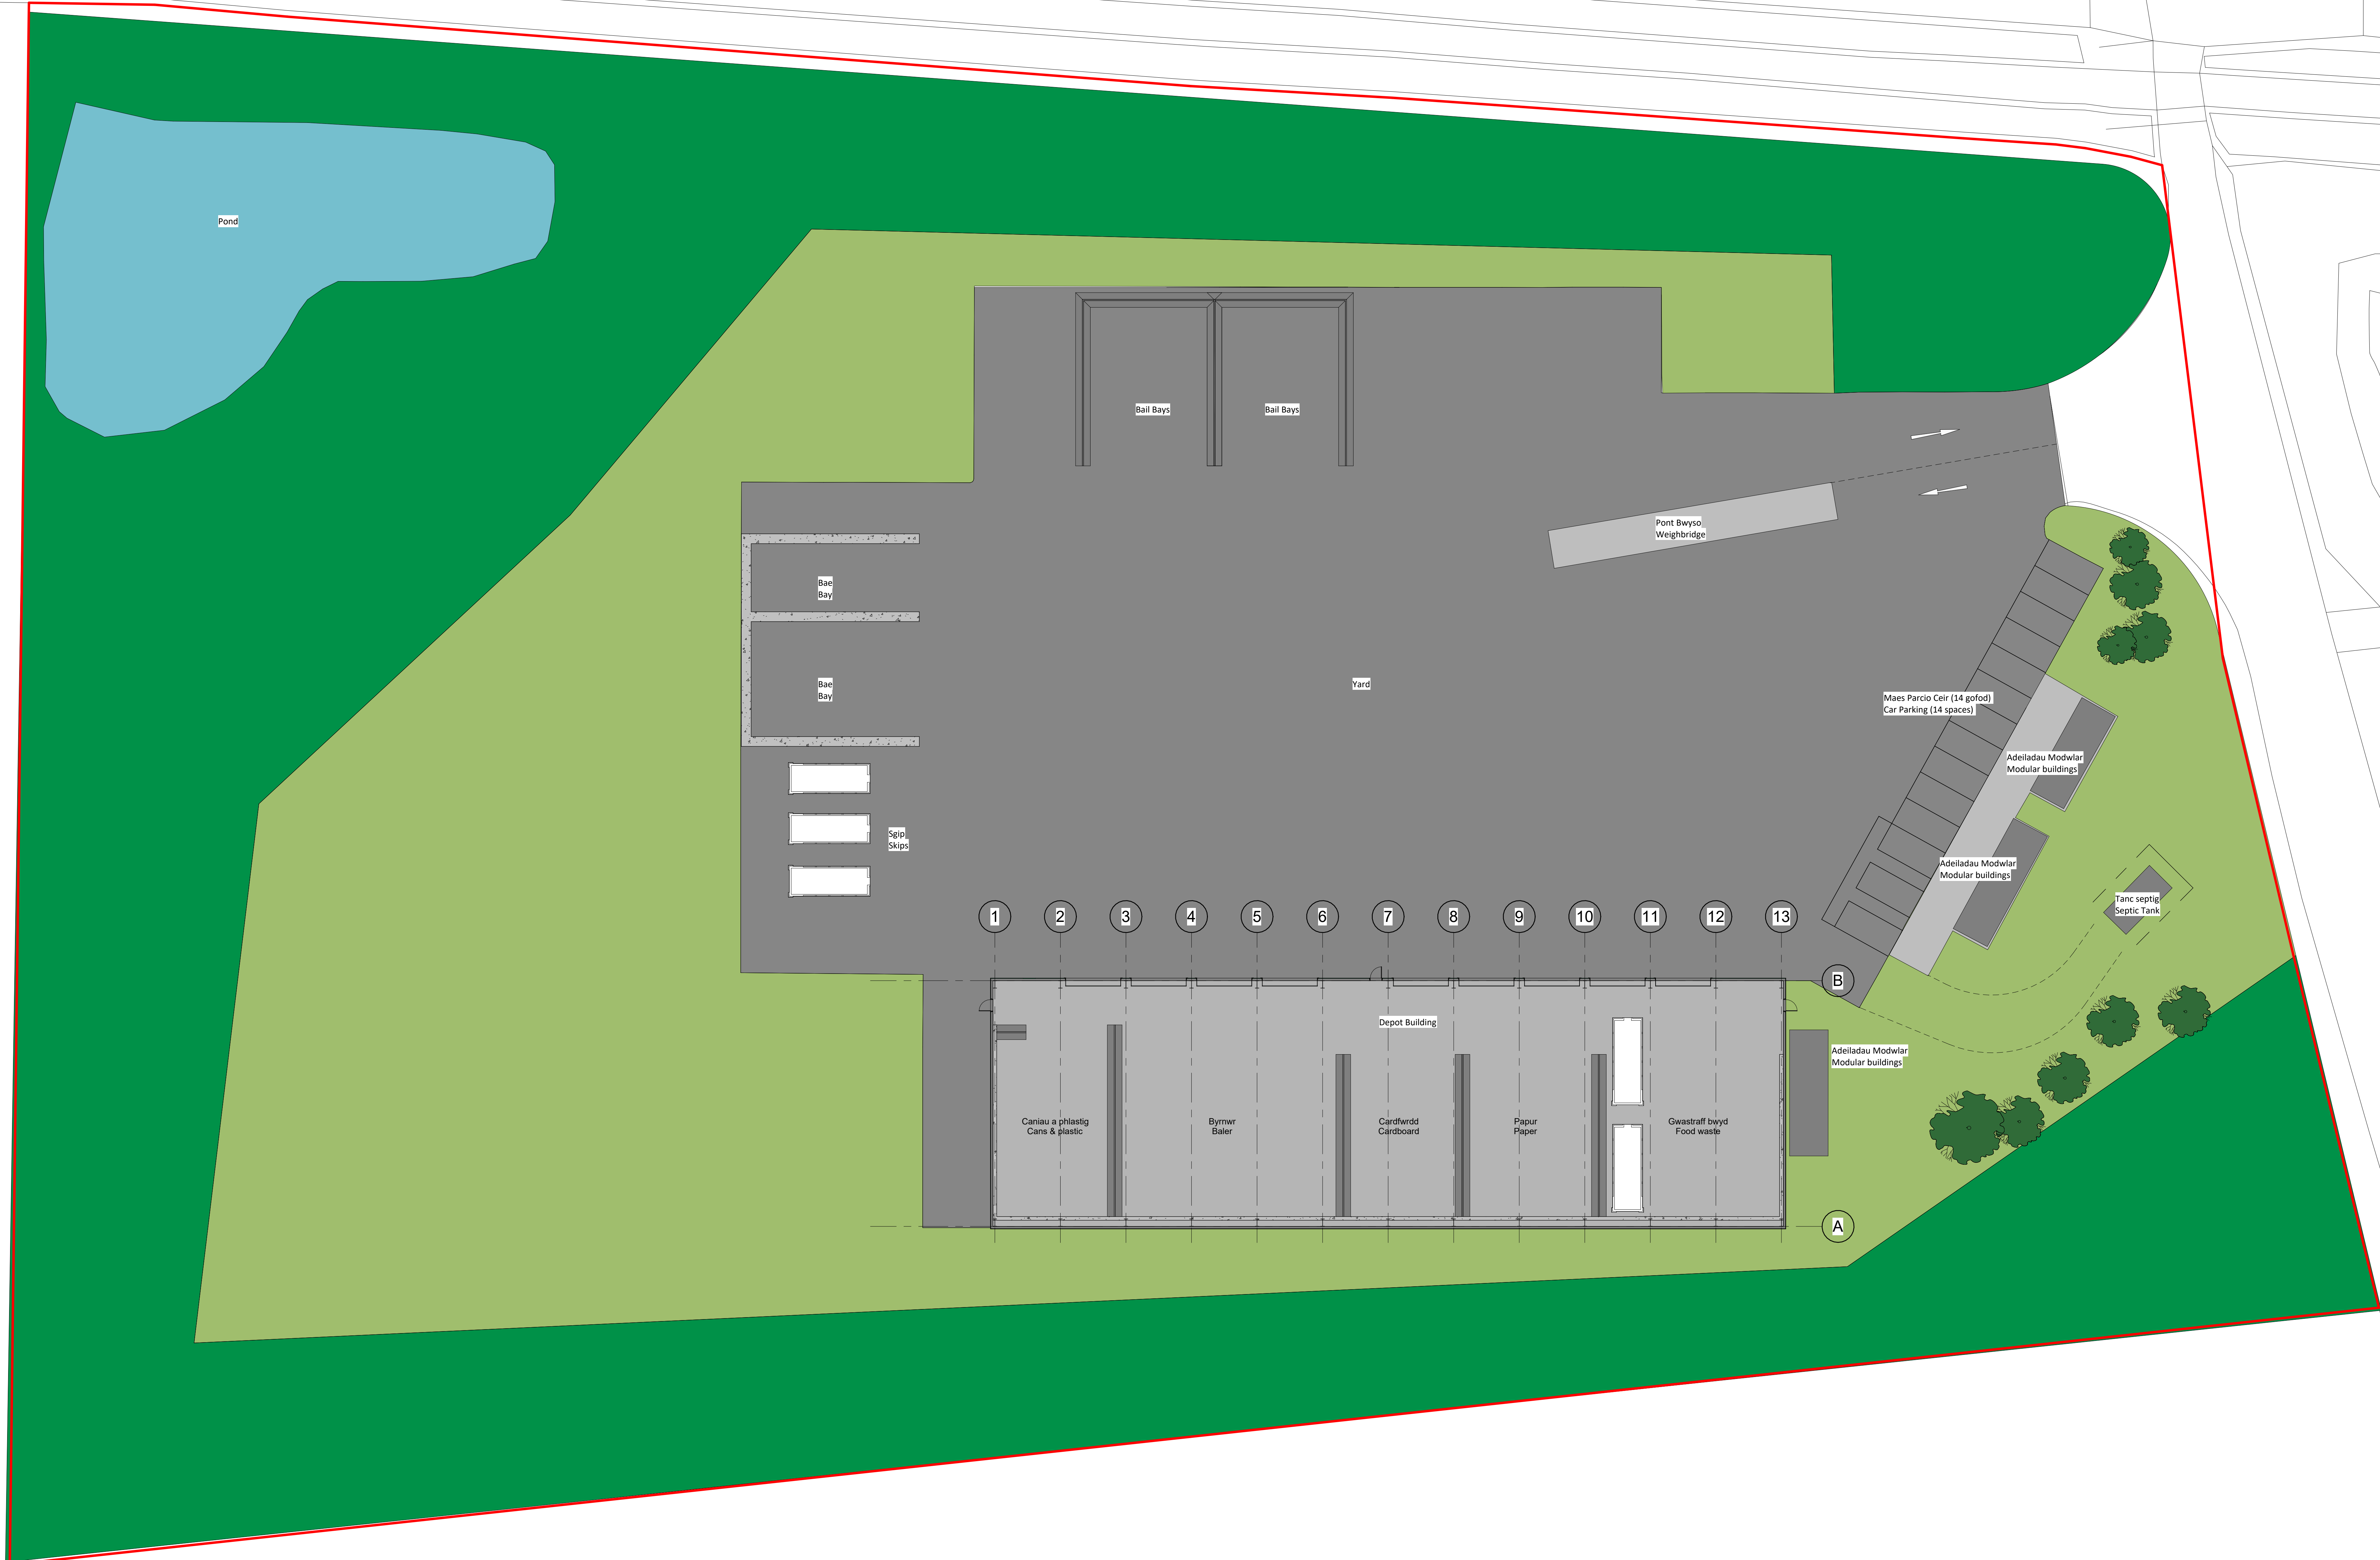 Pond
Bail Bays
Bail Bays
Pont Bwyso
Weighbridge
Bae
Bay
Bae
Bay
Yard
Maes Parcio Ceir (14 gofod)
Car Parking (14 spaces)
Adeiladau Modwlar
Modular buildings
Sgip
Skips
Adeiladau Modwlar
Modular buildings
Tanc septig
Septic Tank
1 2 3 4 5 6 7 8 9 10 11 12 13
B
Depot Building
Adeiladau Modwlar
Modular buildings
Caniau a phlastig
Cans & plastic
Byrnwr
Baler
Cardfwrdd
Cardboard
Papur
Paper
Gwastraff bwyd
Food waste
A